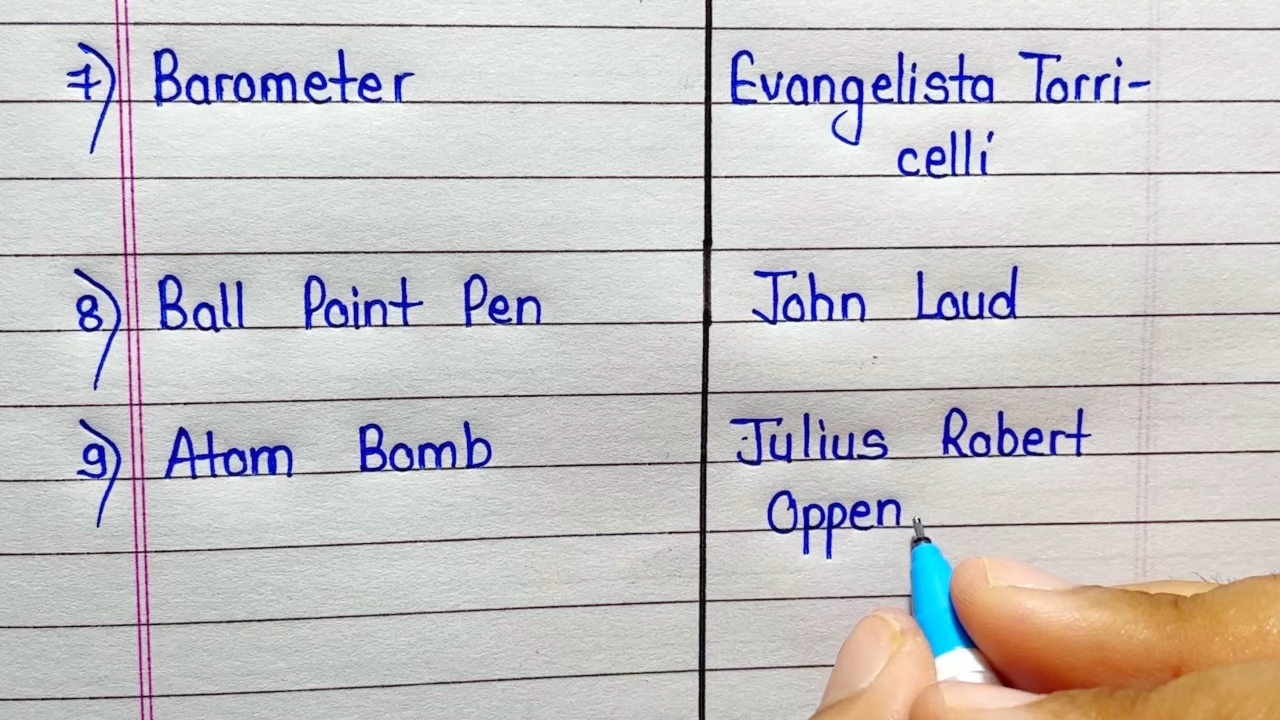 7) Barometer Evangelista Torri-
celli
8) Ball Point Pen John Loud
9) Atom Bomb Julius Robert
Oppen